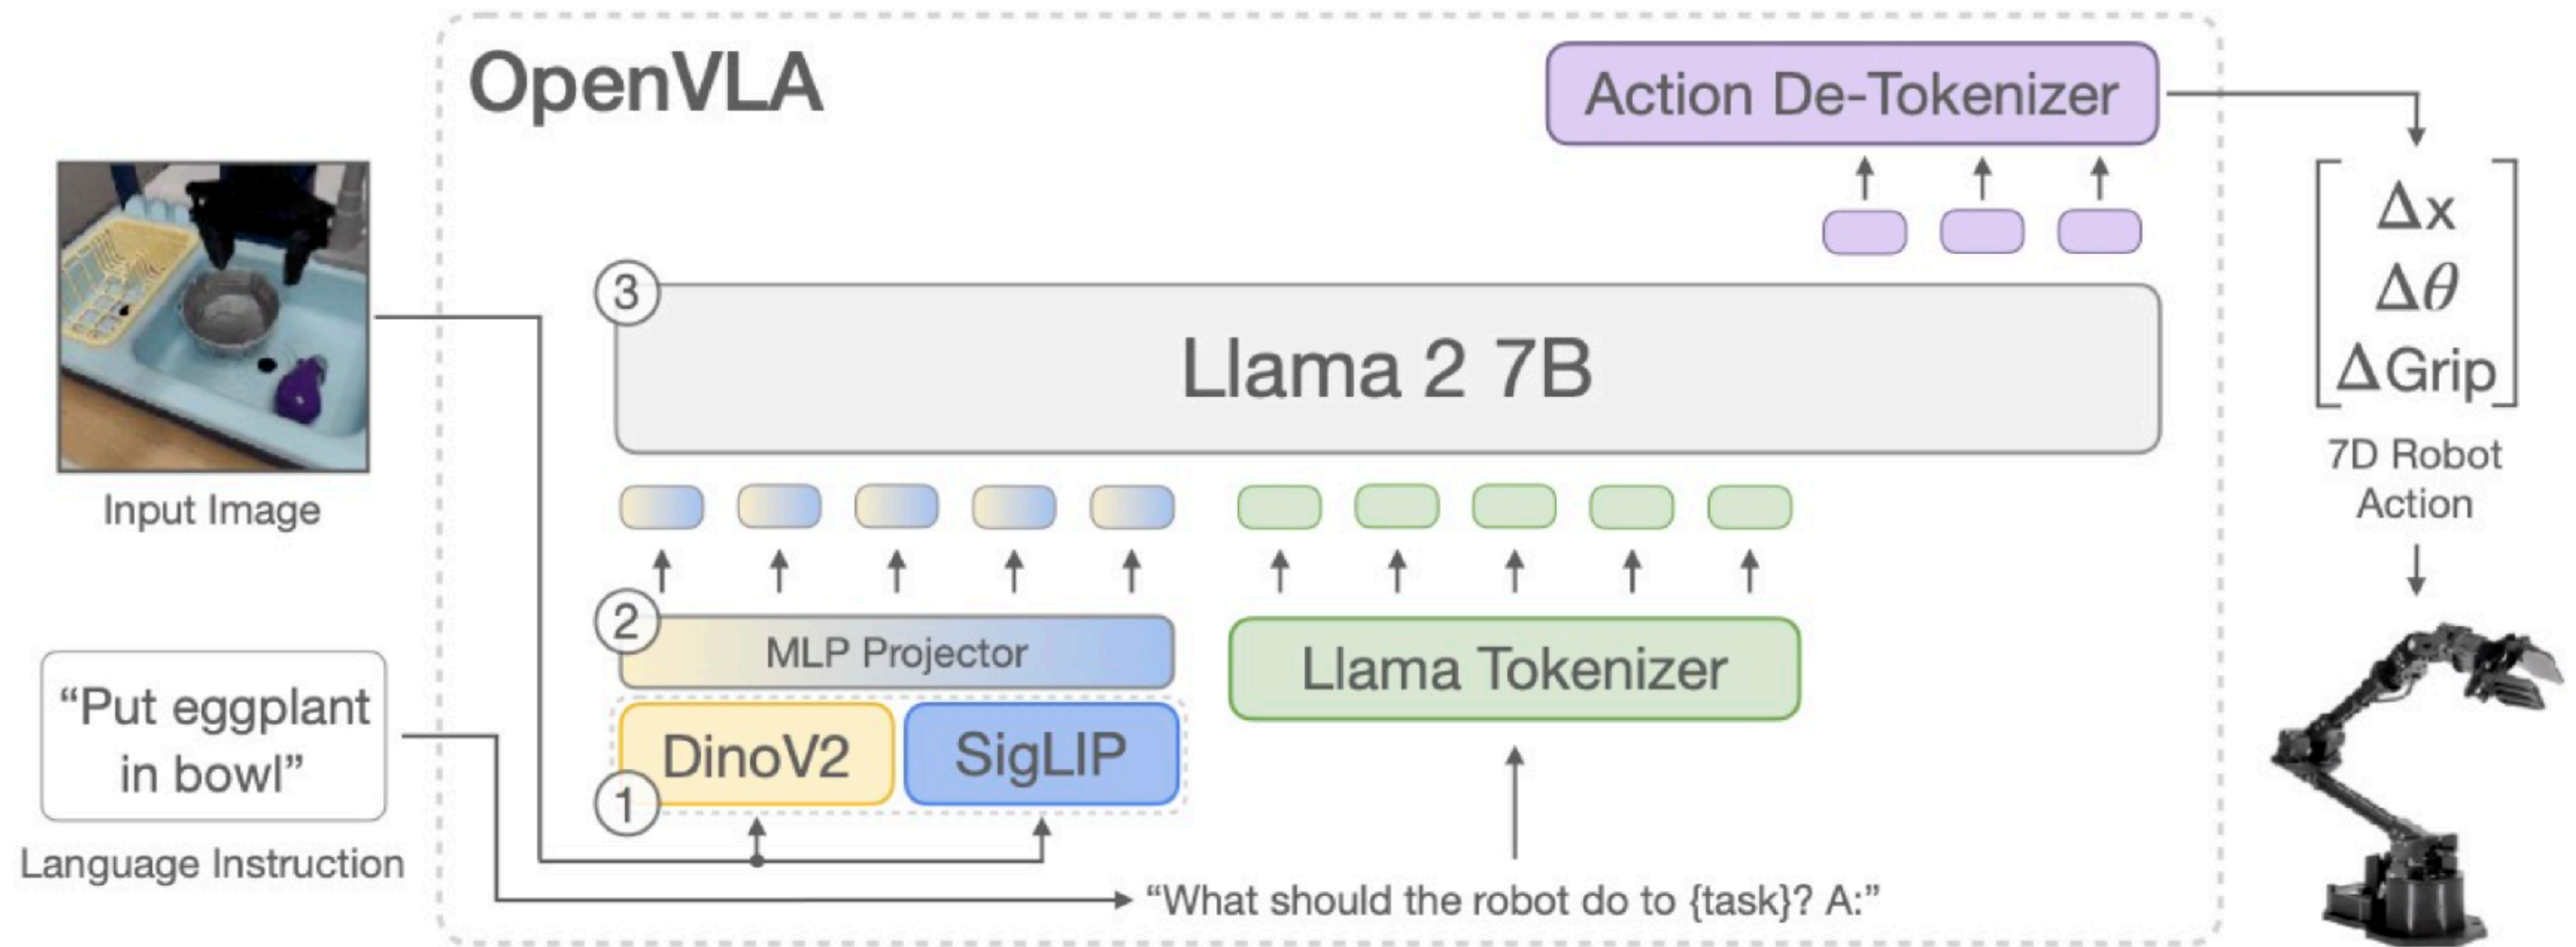 OpenVLA
Action De-Tokenizer
Δx
Δθ
ΔGrip
7D Robot
Action
3
Llama 2 7B
Input Image
2
MLP Projector
Llama Tokenizer
"Put eggplant
in bowl"
DinoV2
SigLIP
1
Language Instruction
"What should the robot do to {task}? A:"